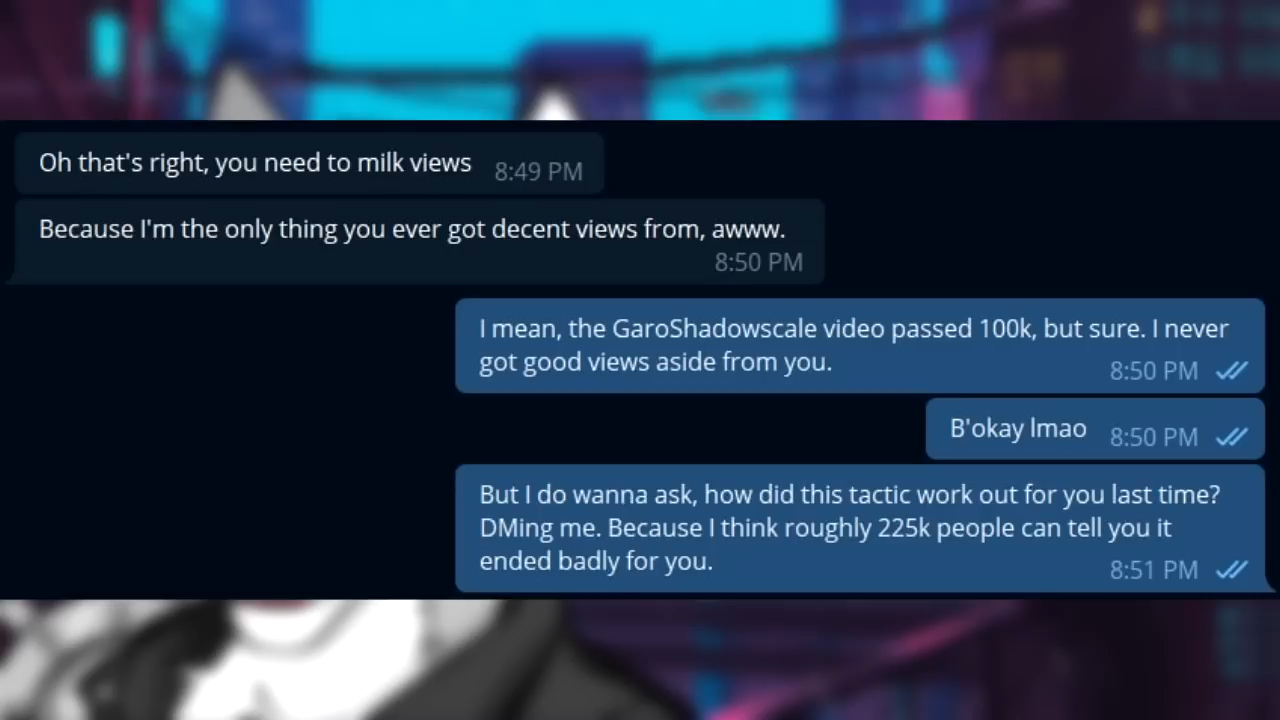 Oh that's right, you need to milk views 8:49 PM
Because I'm the only thing you ever got decent views from, awww.
8:50 PM
I mean, the GaroShadowscale video passed 100k, but sure. I never
got good views aside from you. 8:50 PM
B'okay lmao 8:50 PM
But I do wanna ask, how did this tactic work out for you last time?
DMing me. Because I think roughly 225k people can tell you it
ended badly for you. 8:51 PM